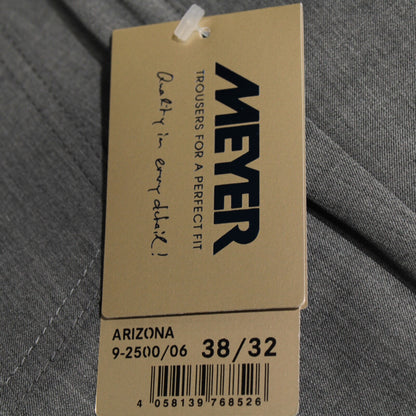 MEYER
TROUSERS FOR A PERFECT FIT
Quality in every detail!
ARIZONA
9-2500/06 38/32
4 058139 768526